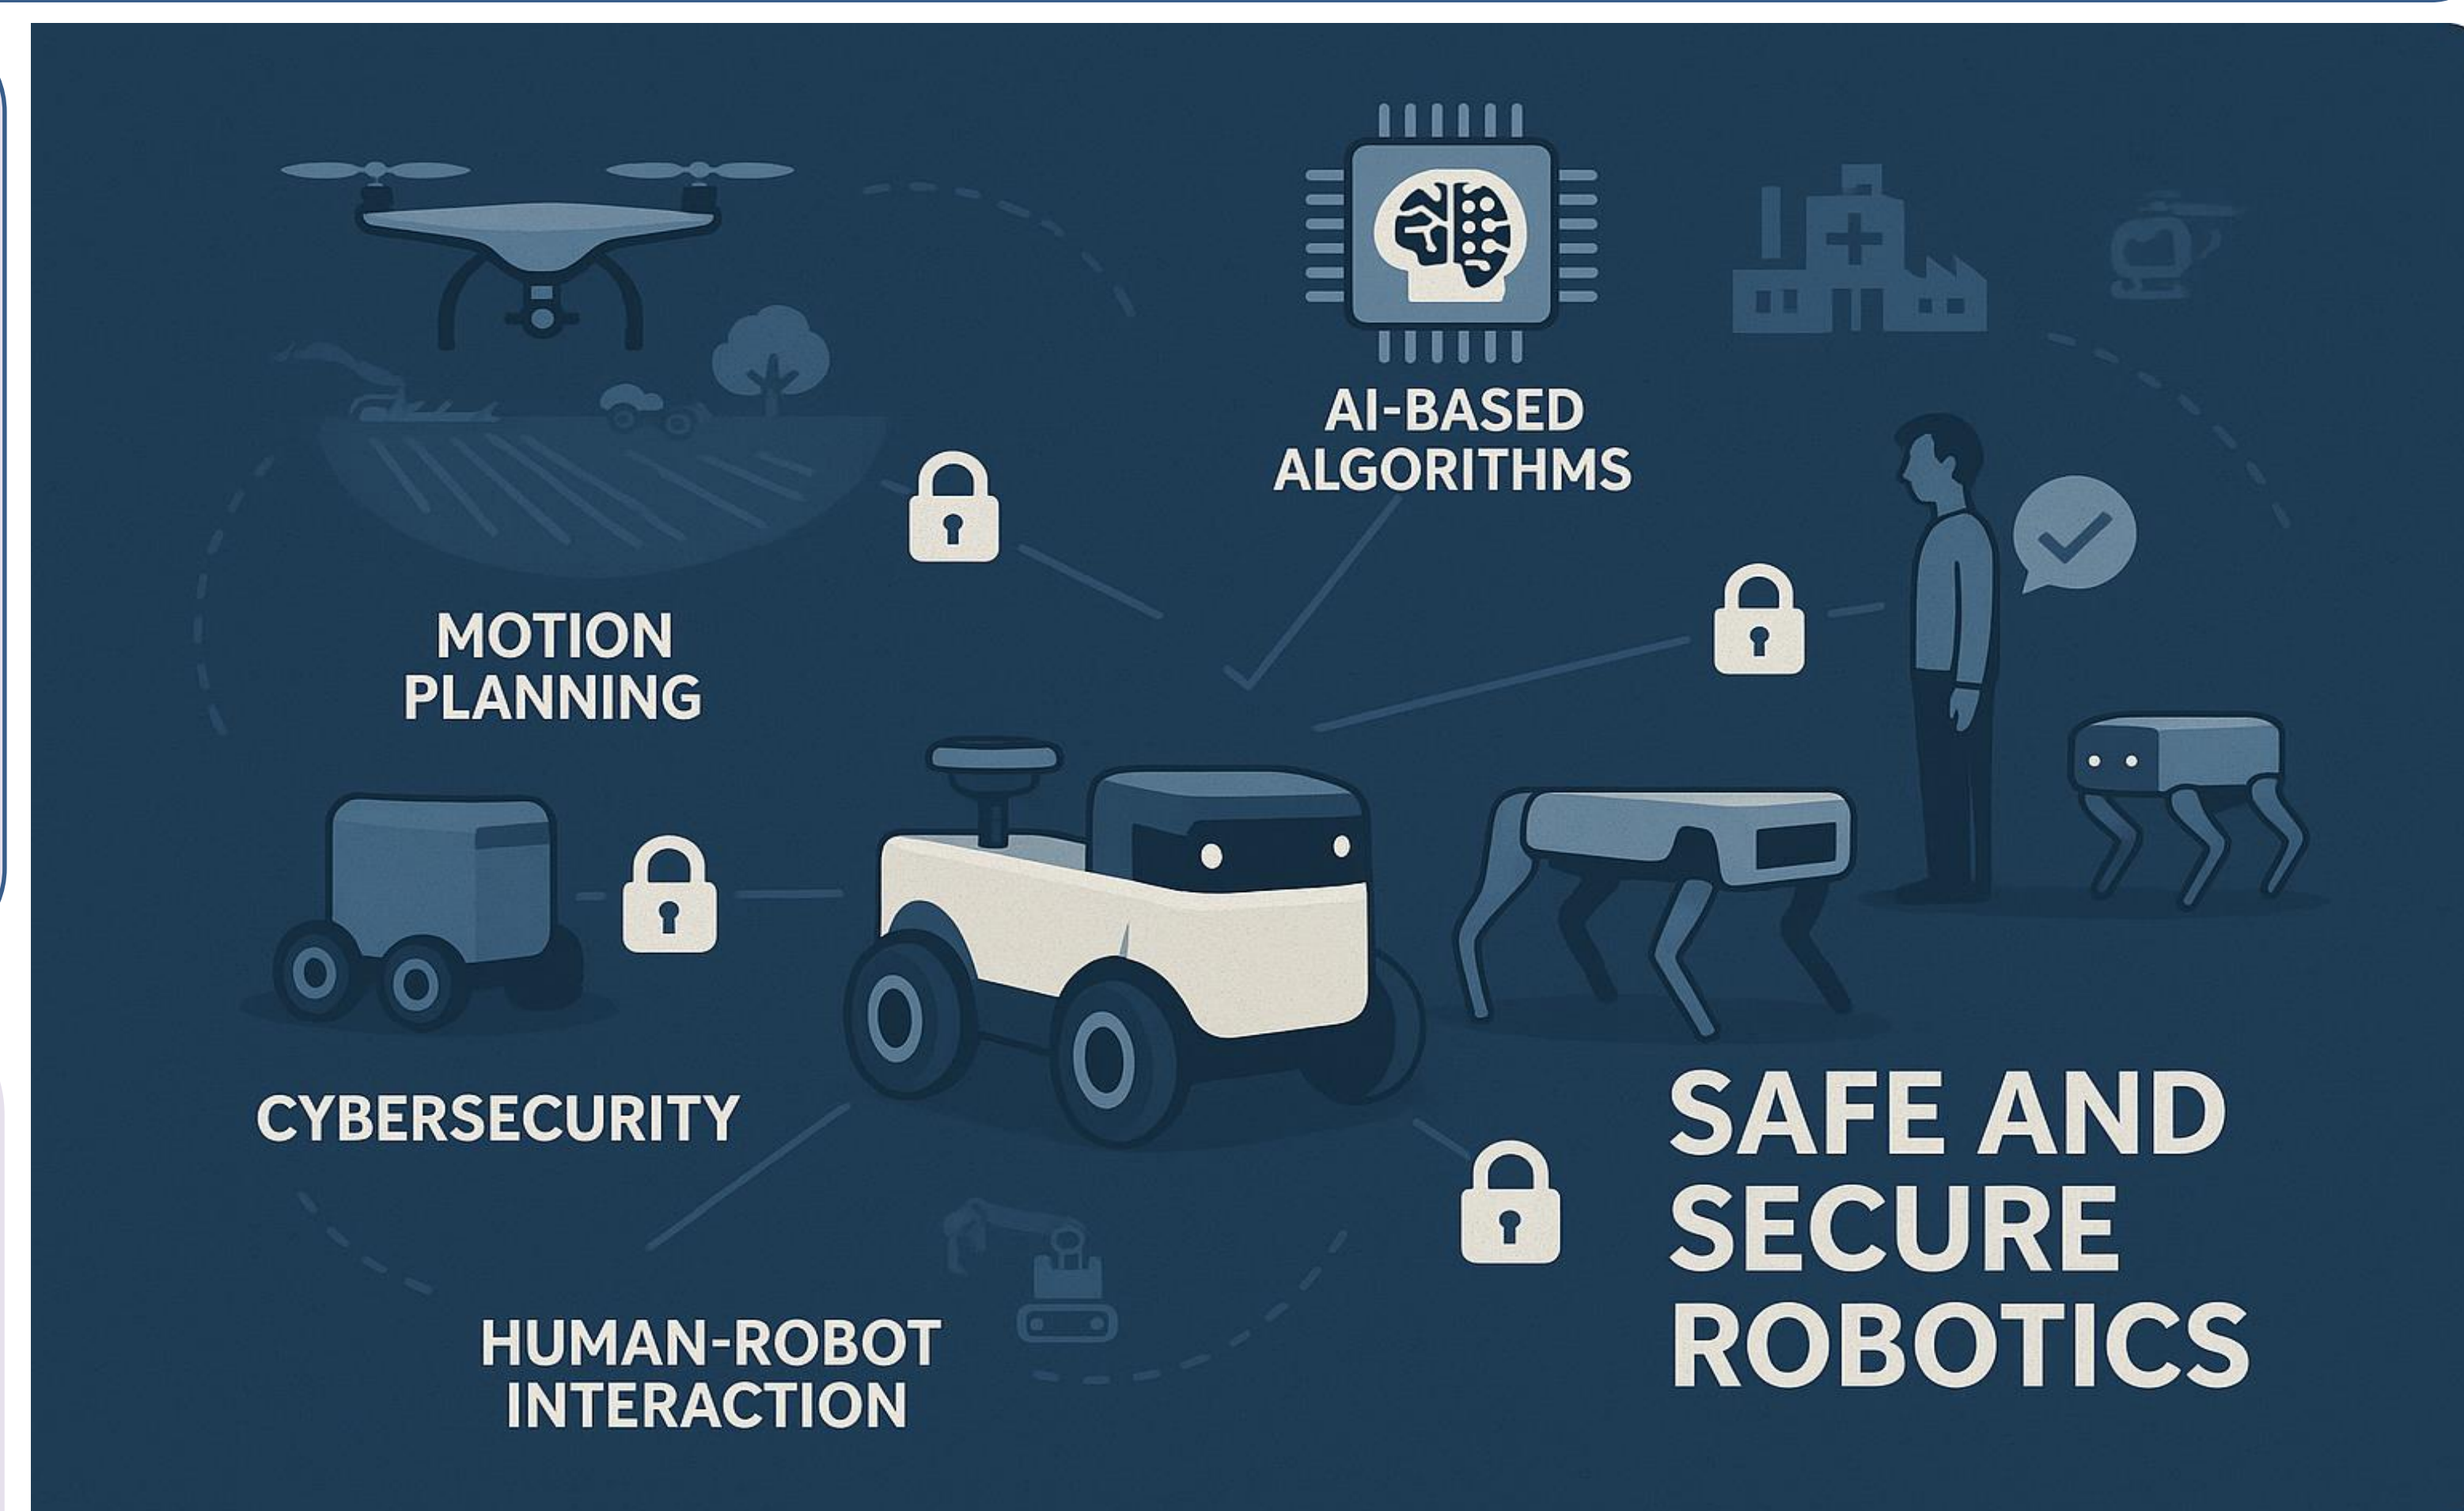 AI-BASED
ALGORITHMS
MOTION
PLANNING
CYBERSECURITY
HUMAN-ROBOT
INTERACTION
SAFE AND
SECURE
ROBOTICS